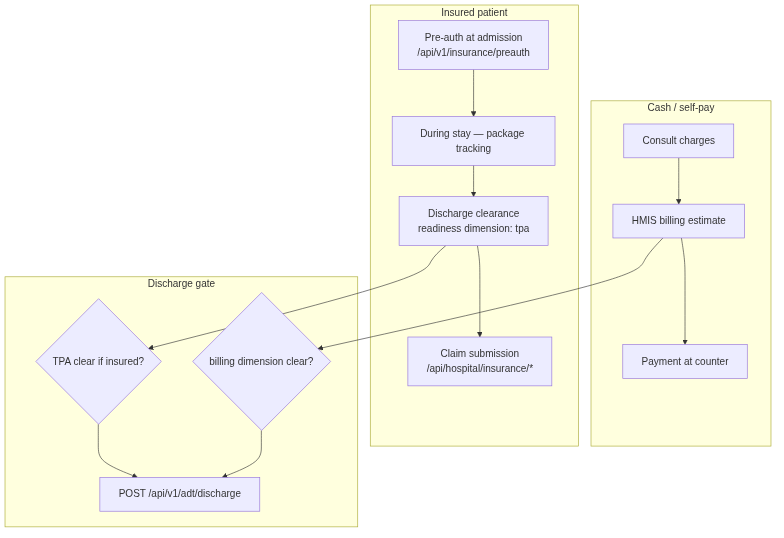 Insured patient
Pre-auth at admission
/api/v1/insurance/preauth
During stay — package
tracking
Discharge clearance
readiness dimension: tpa
Claim submission
/api/hospital/insurance/*
Cash / self-pay
Consult charges
HMIS billing estimate
Payment at counter
Discharge gate
TPA clear if insured?
billing dimension clear?
POST /api/v1/adt/discharge